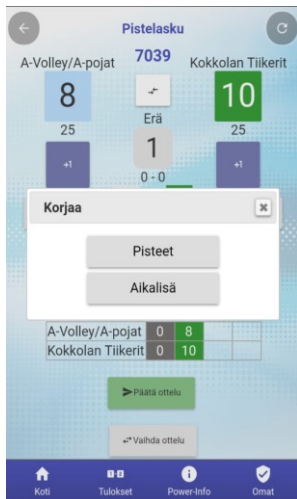 Pistelasku
A-Volley/A-pojat 7039 Kokkolan Tiikerit
8 10
25 Erä 25
+1 1 +1
0 - 0
Korjaa
Pisteet
Aikalisä
A-Volley/A-pojat 0 8
Kokkolan Tiikerit 0 10
Päätä ottelu
Vaihda ottelu
Koti Tulokset Power-Info Omat